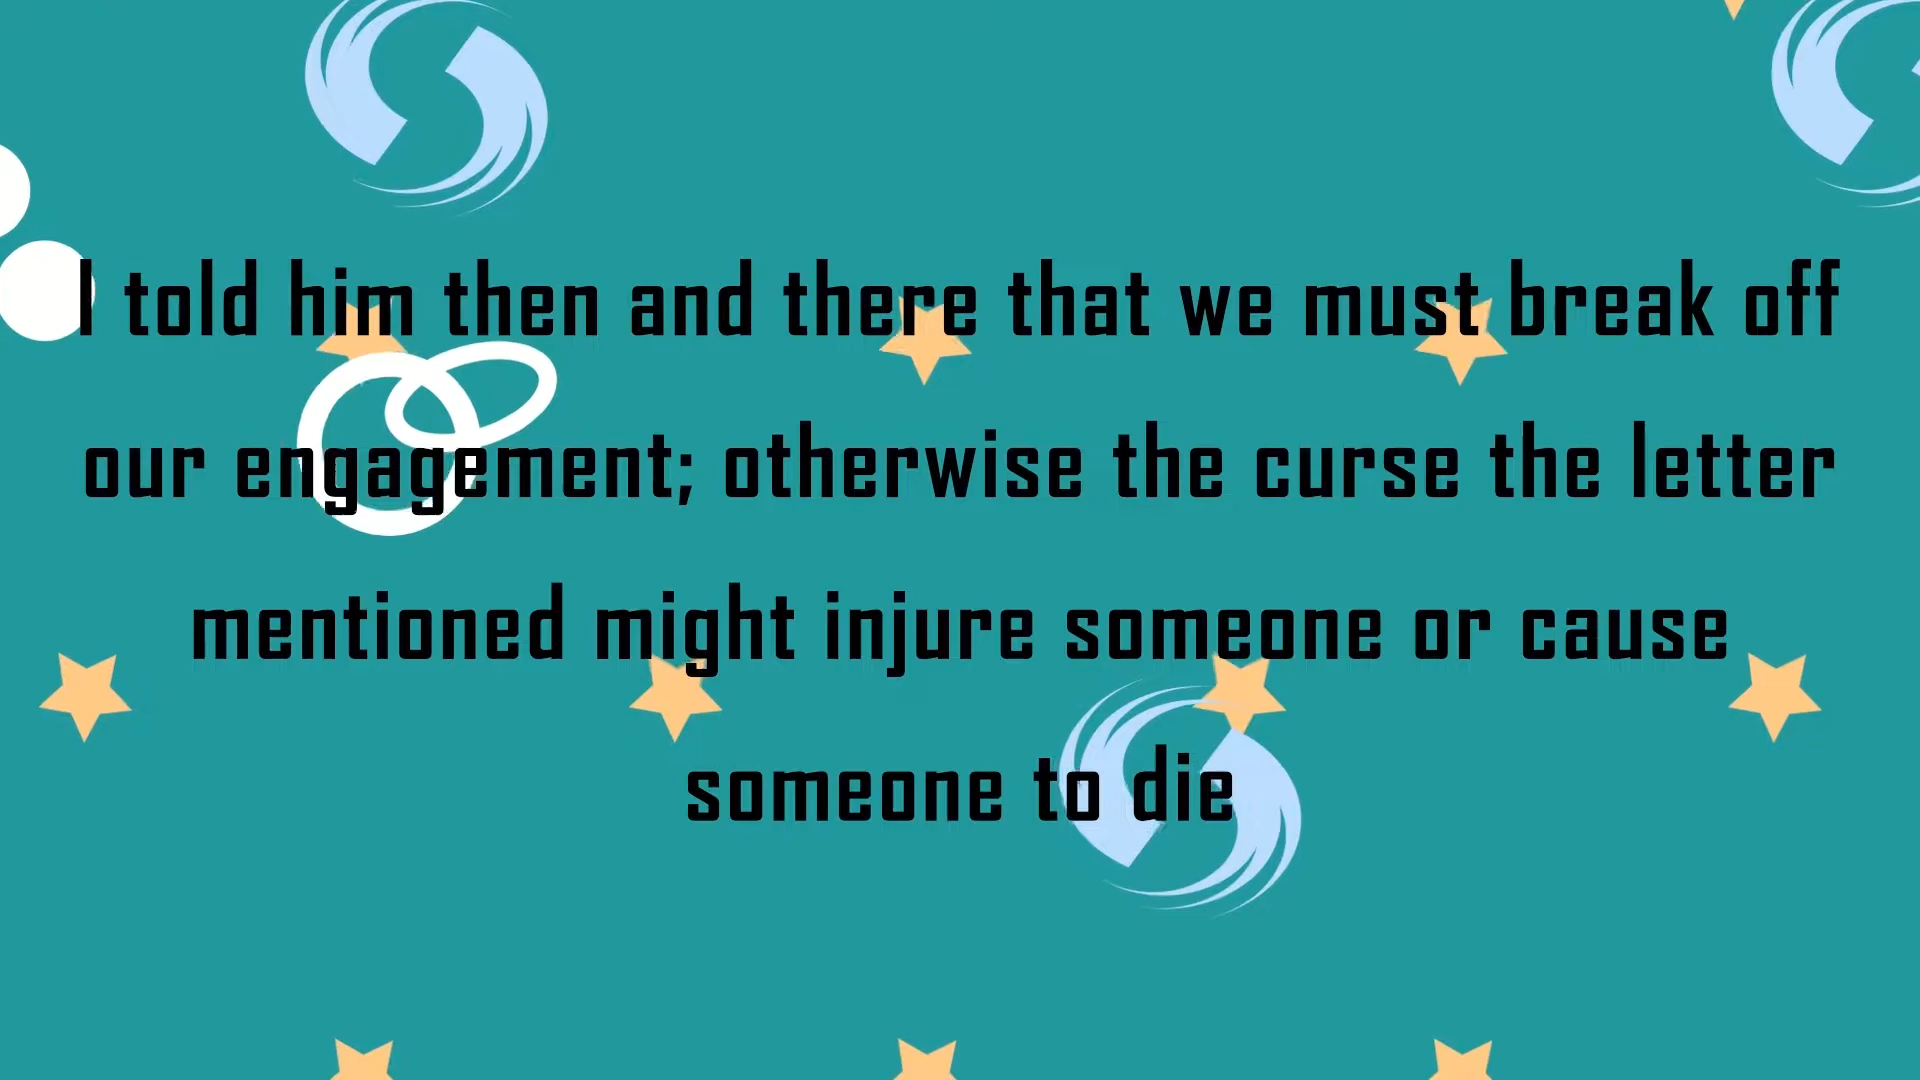 I told him then and there that we must break off
our engagement; otherwise the curse the letter
mentioned might injure someone or cause
someone to die